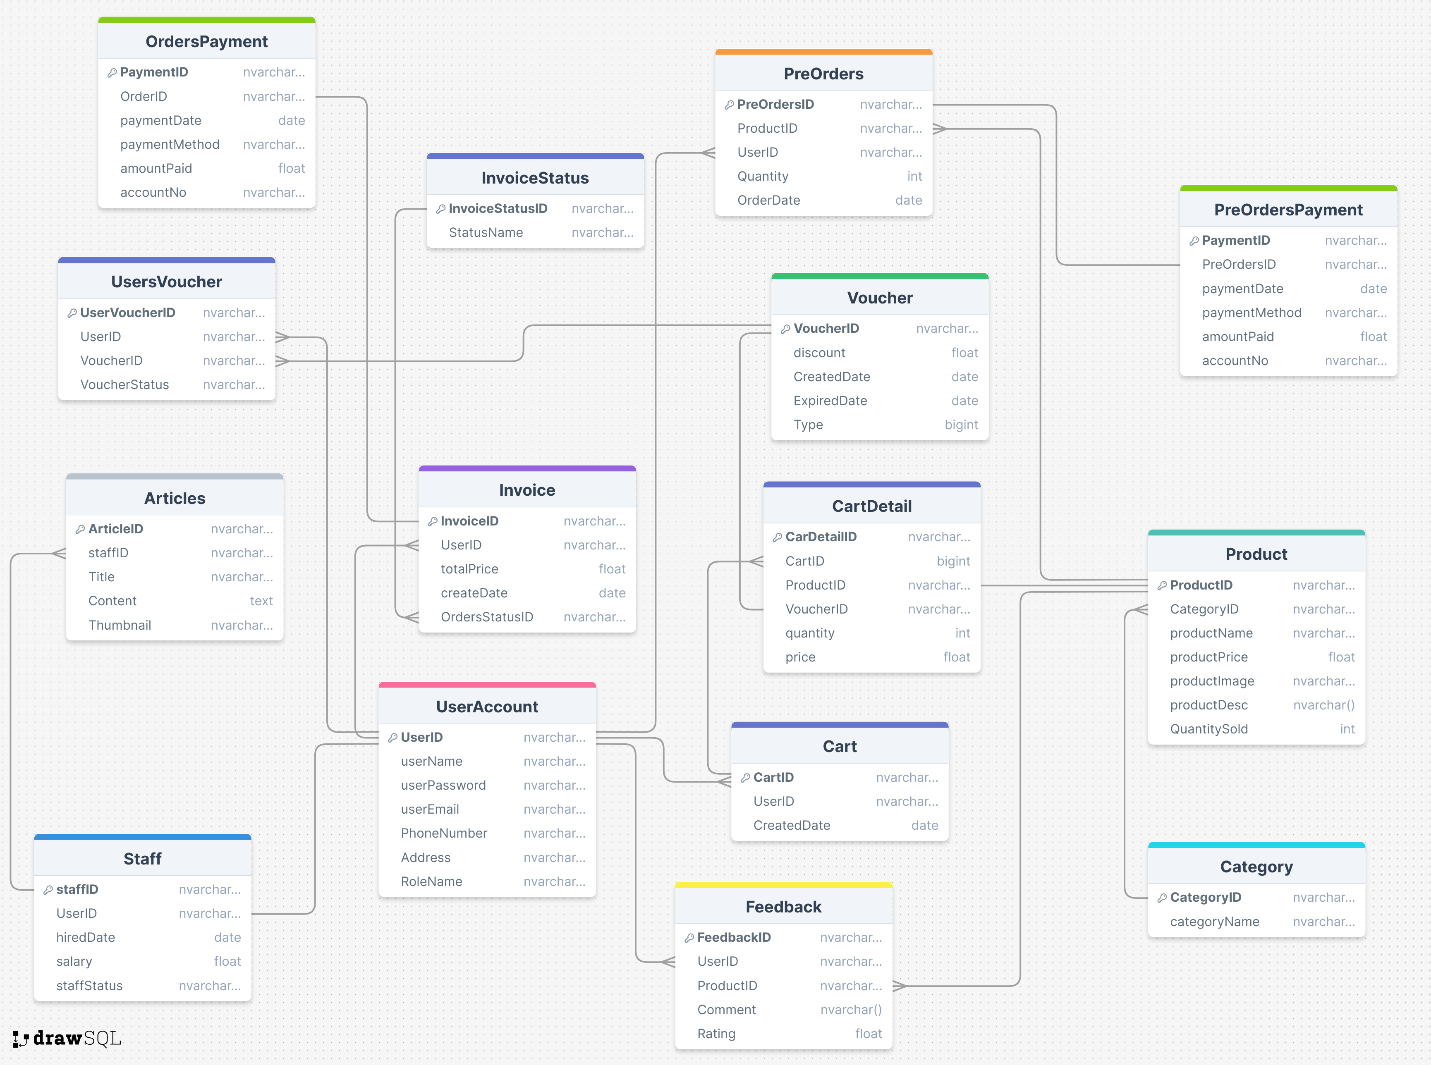 OrdersPayment
PaymentID nvarchar...
OrderID nvarchar...
paymentDate date
paymentMethod nvarchar...
amountPaid float
accountNo nvarchar...
PreOrders
PreOrdersID nvarchar...
ProductID nvarchar...
UserID nvarchar...
Quantity int
OrderDate date
InvoiceStatus
InvoiceStatusID nvarchar...
StatusName nvarchar...
PreOrdersPayment
PaymentID nvarchar...
PreOrdersID nvarchar...
paymentDate date
paymentMethod nvarchar...
amountPaid float
accountNo nvarchar...
UsersVoucher
UserVoucherID nvarchar...
UserID nvarchar...
VoucherID nvarchar...
VoucherStatus nvarchar...
Voucher
VoucherID nvarchar...
discount float
CreatedDate date
ExpiredDate date
Type bigint
Articles
ArticleID nvarchar...
staffID nvarchar...
Title nvarchar...
Content text
Thumbnail nvarchar...
Invoice
InvoiceID nvarchar...
UserID nvarchar...
totalPrice float
createDate date
OrdersStatusID nvarchar...
CartDetail
CarDetailID nvarchar...
CartID bigint
ProductID nvarchar...
VoucherID nvarchar...
quantity int
price float
Product
ProductID nvarchar...
CategoryID nvarchar...
productName nvarchar...
productPrice float
productImage nvarchar...
productDesc nvarchar()
QuantitySold int
UserAccount
UserID nvarchar...
userName nvarchar...
userPassword nvarchar...
userEmail nvarchar...
PhoneNumber nvarchar...
Address nvarchar...
RoleName nvarchar...
Cart
CartID nvarchar...
UserID nvarchar...
CreatedDate date
Staff
staffID nvarchar...
UserID nvarchar...
hiredDate date
salary float
staffStatus nvarchar...
Category
CategoryID nvarchar...
categoryName nvarchar...
Feedback
FeedbackID nvarchar...
UserID nvarchar...
ProductID nvarchar...
Comment nvarchar()
Rating float
drawSQL